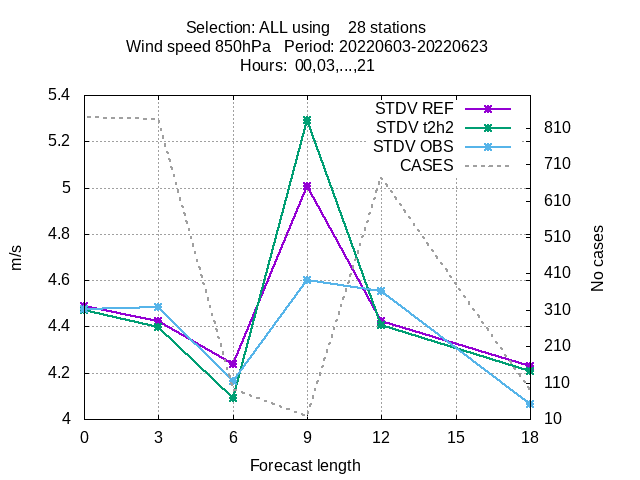 Selection: ALL using 28 stations
Wind speed 850hPa Period: 20220603-20220623
Hours: 00,03,...,21
5.4
5.2
5
4.8
4.6
4.4
4.2
4
m/s
STDV REF
STDV t2h2
STDV OBS
CASES
810
710
610
510
410
310
210
110
10
No cases
0 3 6 9 12 15 18
Forecast length